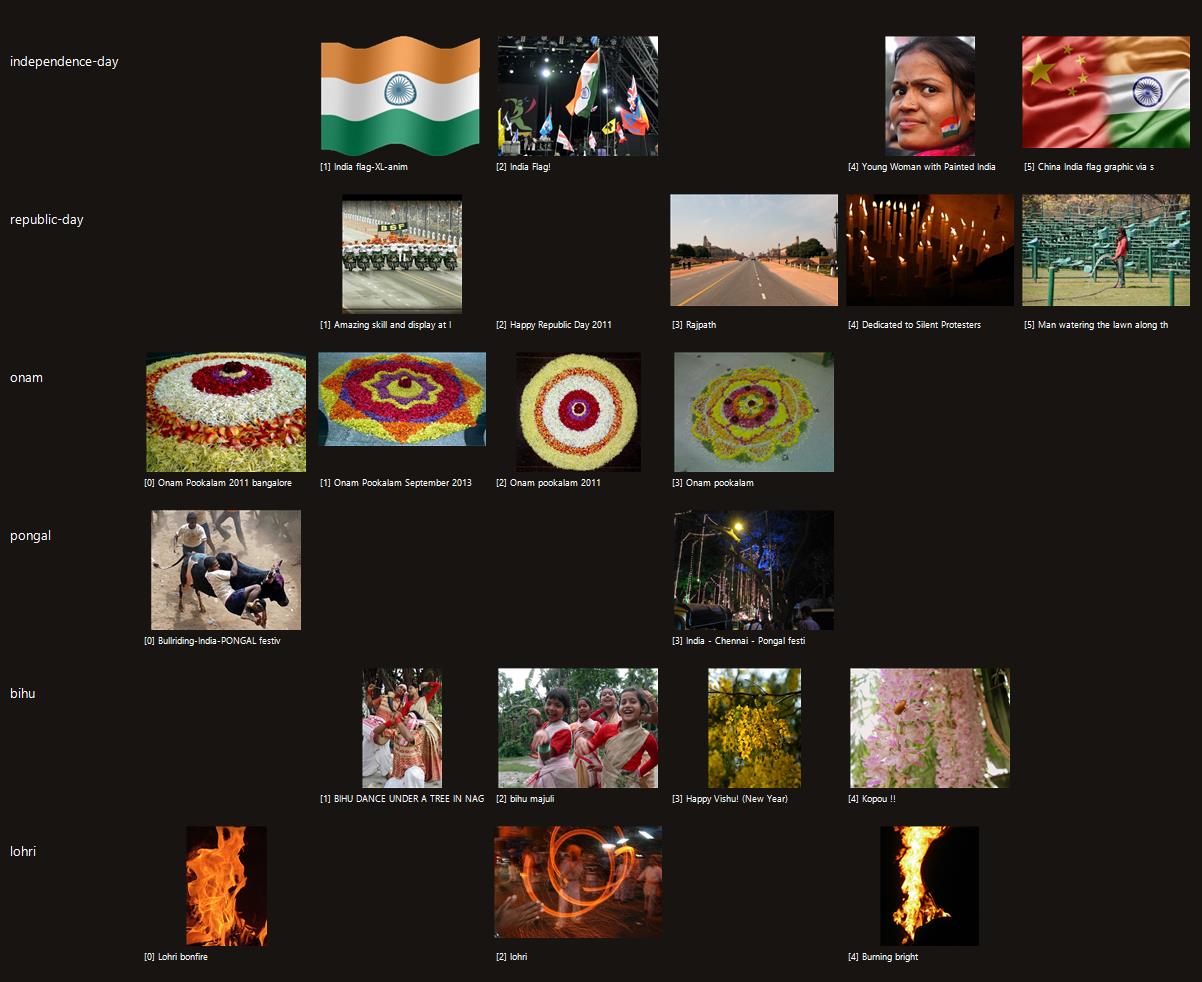 independence-day
[1] India flag-XL-anim
[2] India Flag!
[4] Young Woman with Painted India
[5] China India flag graphic via s
republic-day
BSF
[1] Amazing skill and display at I
[2] Happy Republic Day 2011
[3] Rajpath
[4] Dedicated to Silent Protesters
[5] Man watering the lawn along th
onam
[0] Onam Pookalam 2011 bangalore
[1] Onam Pookalam September 2013
[2] Onam pookalam 2011
[3] Onam pookalam
pongal
[0] Bullriding-India-PONGAL festiv
[3] India - Chennai - Pongal festi
bihu
[1] BIHU DANCE UNDER A TREE IN NAG
[2] bihu majuli
[3] Happy Vishu! (New Year)
[4] Kopou !!
lohri
[0] Lohri bonfire
[2] lohri
[4] Burning bright